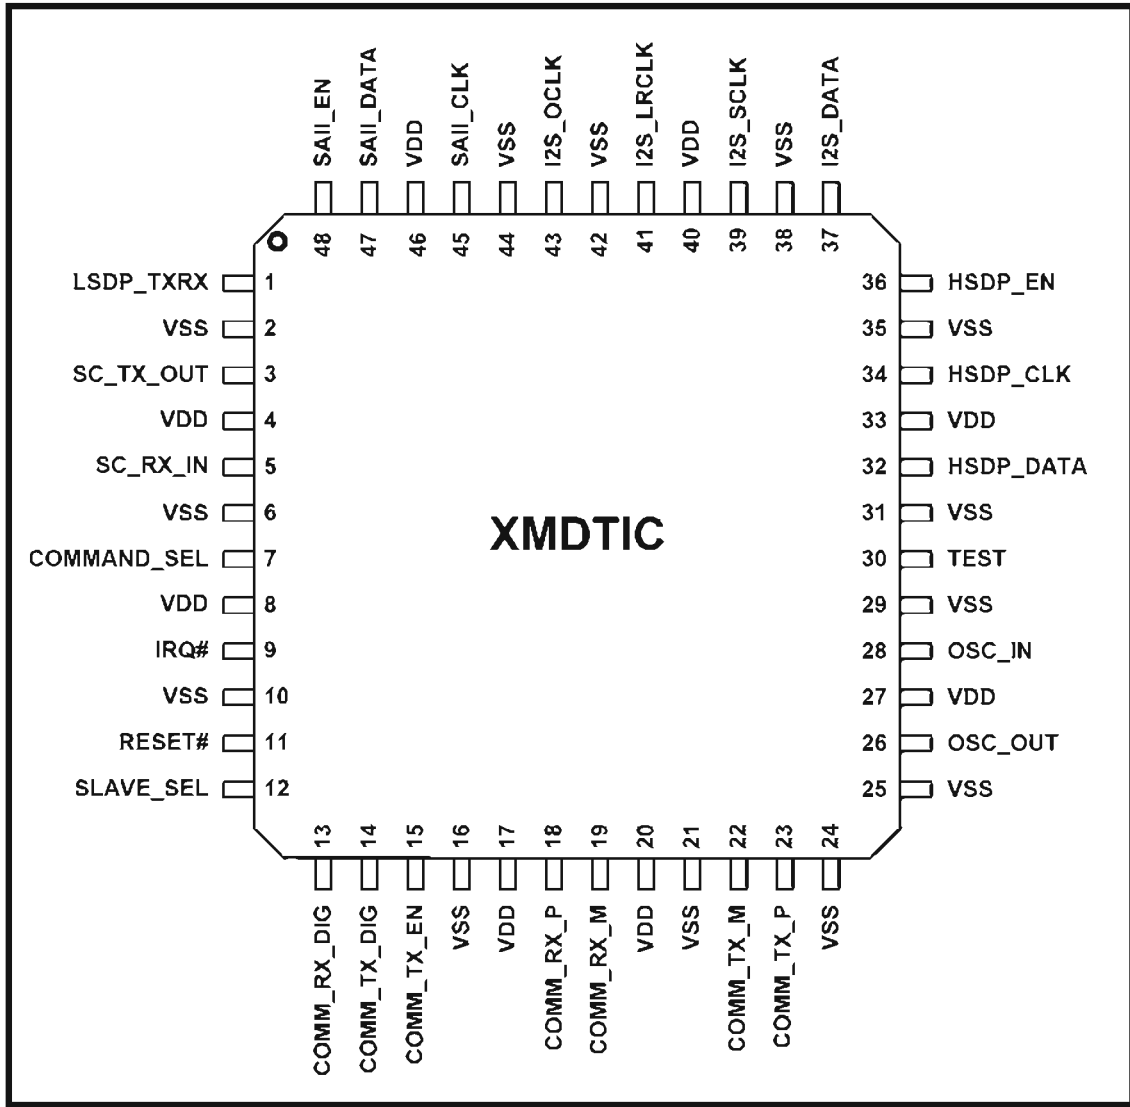 SAII_EN
SAII_DATA
VDD
SAII_CLK
VSS
I2S_OCLK
VSS
I2S_LRCLK
VDD
I2S_SCLK
VSS
I2S_DATA
48 47 46 45 44 43 42 41 40 39 38 37
LSDP_TXRX 1 36 HSDP_EN
VSS 2 35 VSS
SC_TX_OUT 3 34 HSDP_CLK
VDD 4 33 VDD
SC_RX_IN 5 32 HSDP_DATA
VSS 6 31 VSS
XMDTIC
COMMAND_SEL 7 30 TEST
VDD 8 29 VSS
IRQ# 9 28 OSC_IN
VSS 10 27 VDD
RESET# 11 26 OSC_OUT
SLAVE_SEL 12 25 VSS
13 14 15 16 17 18 19 20 21 22 23 24
COMM_RX_DIG
COMM_TX_DIG
COMM_TX_EN
VSS
VDD
COMM_RX_P
COMM_RX_M
VDD
VSS
COMM_TX_M
COMM_TX_P
VSS